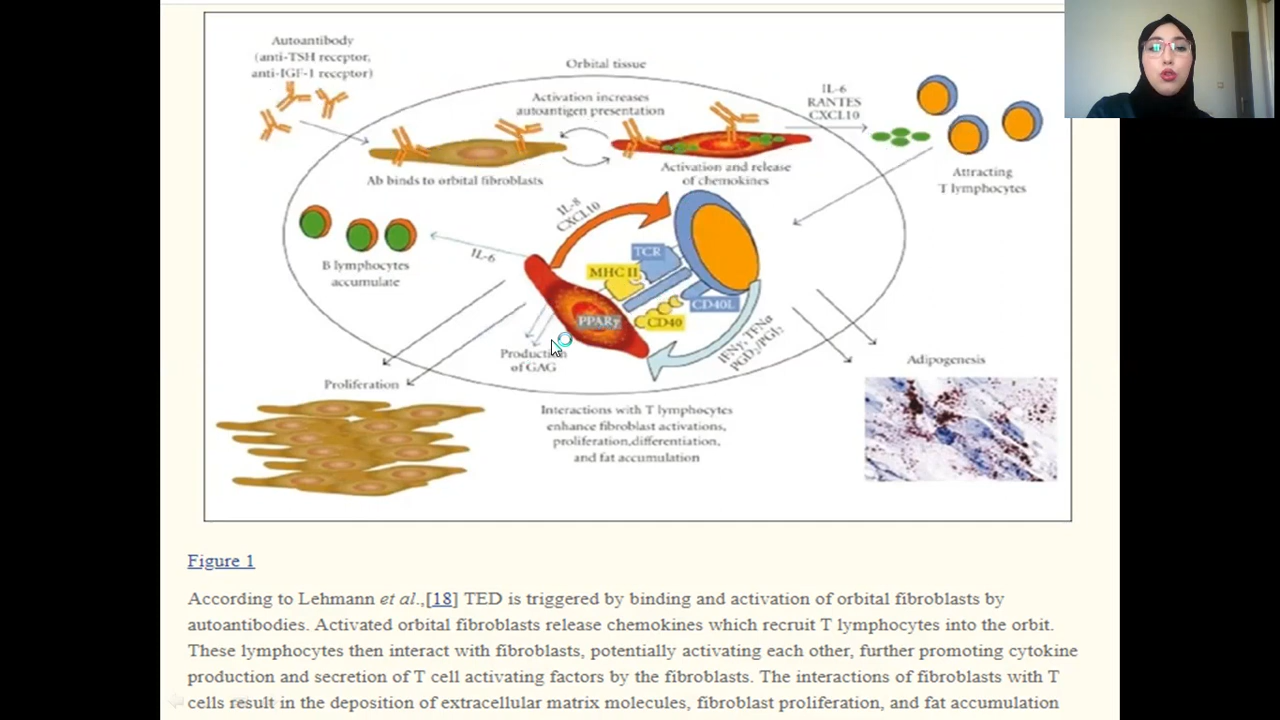 Autoantibody
(anti-TSH receptor,
anti-IGF-1 receptor)
Orbital tissue
Activation increases
autoantigen presentation
IL-6
RANTES
CXCL10
Ab binds to orbital fibroblasts
Activation and release
of chemokines
Attracting
T lymphocytes
IL-8
CXCL10
TCR
MHC II
CD40L
CD40
PPARγ
IL-6
B lymphocytes
accumulate
IFNγ, TFNα
PGD2/PGJ2
Production
of GAG
Proliferation
Adipogenesis
Interactions with T lymphocytes
enhance fibroblast activations,
proliferation,differentiation,
and fat accumulation
Figure 1
According to Lehmann et al.,[18] TED is triggered by binding and activation of orbital fibroblasts by
autoantibodies. Activated orbital fibroblasts release chemokines which recruit T lymphocytes into the orbit.
These lymphocytes then interact with fibroblasts, potentially activating each other, further promoting cytokine
production and secretion of T cell activating factors by the fibroblasts. The interactions of fibroblasts with T
cells result in the deposition of extracellular matrix molecules, fibroblast proliferation, and fat accumulation